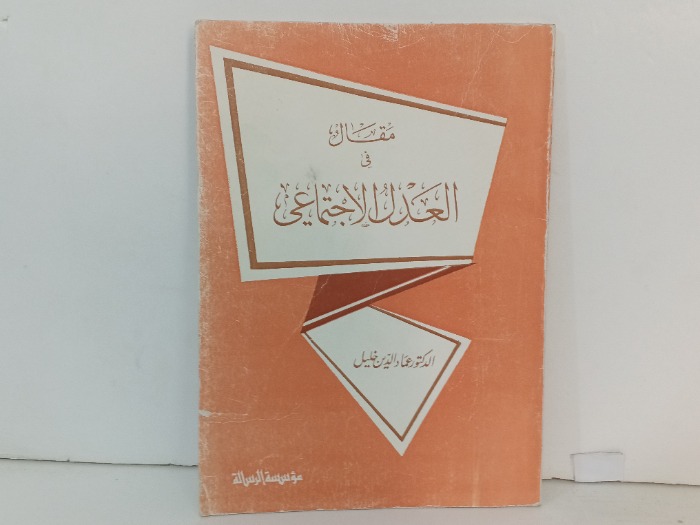 مقال
في
العدل الاجتماعي
الدكتور عماد الدين خليل
مؤسسة الرسالة